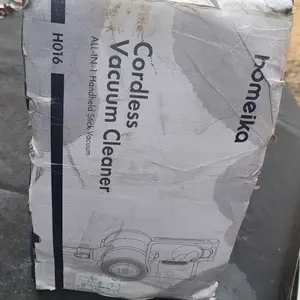 homeika
Cordless
Vacuum Cleaner
ALL-IN-1 Handheld Stick Vacuum
H016